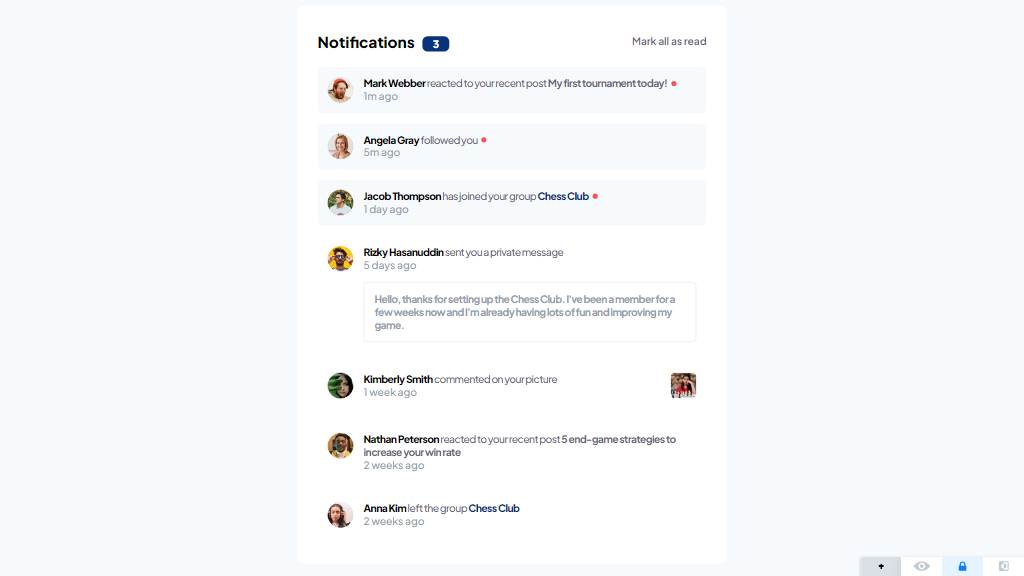 Notifications 3 Mark all as read
Mark Webber reacted to your recent post My first tournament today!
1m ago
Angela Gray followed you
5m ago
Jacob Thompson has joined your group Chess Club
1 day ago
Rizky Hasanuddin sent you a private message
5 days ago
Hello, thanks for setting up the Chess Club. I've been a member for a
few weeks now and I'm already having lots of fun and improving my
game.
Kimberly Smith commented on your picture
1 week ago
Nathan Peterson reacted to your recent post 5 end-game strategies to
increase your win rate
2 weeks ago
Anna Kim left the group Chess Club
2 weeks ago